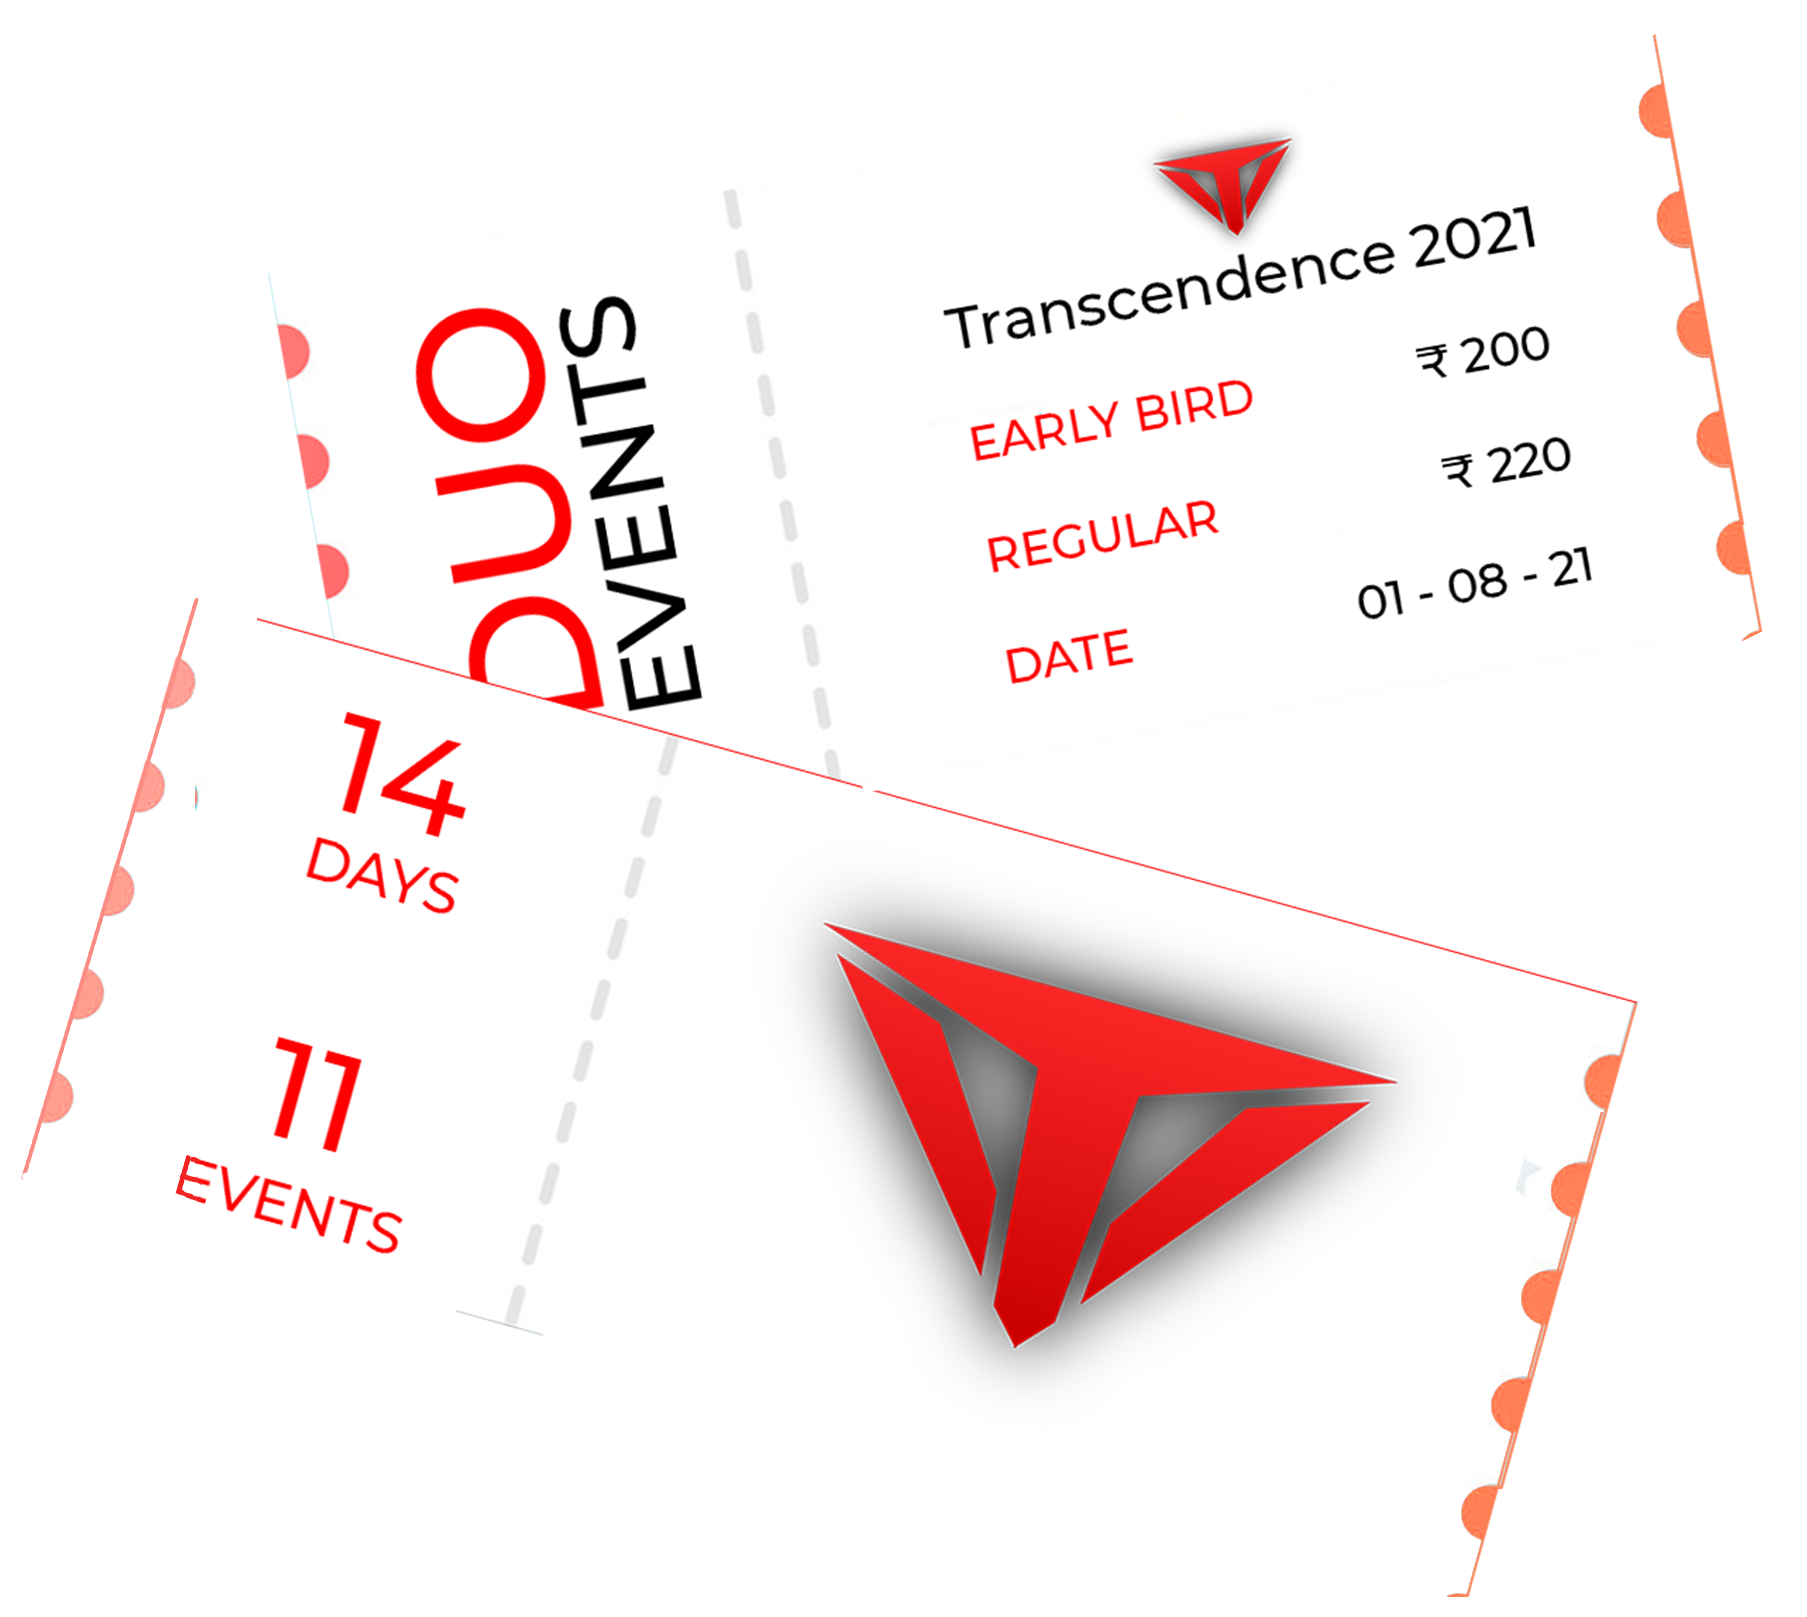 DUO
EVENTS
Transcendence 2021
EARLY BIRD
₹ 200
REGULAR
₹ 220
DATE
01 - 08 - 21
14
DAYS
11
EVENTS